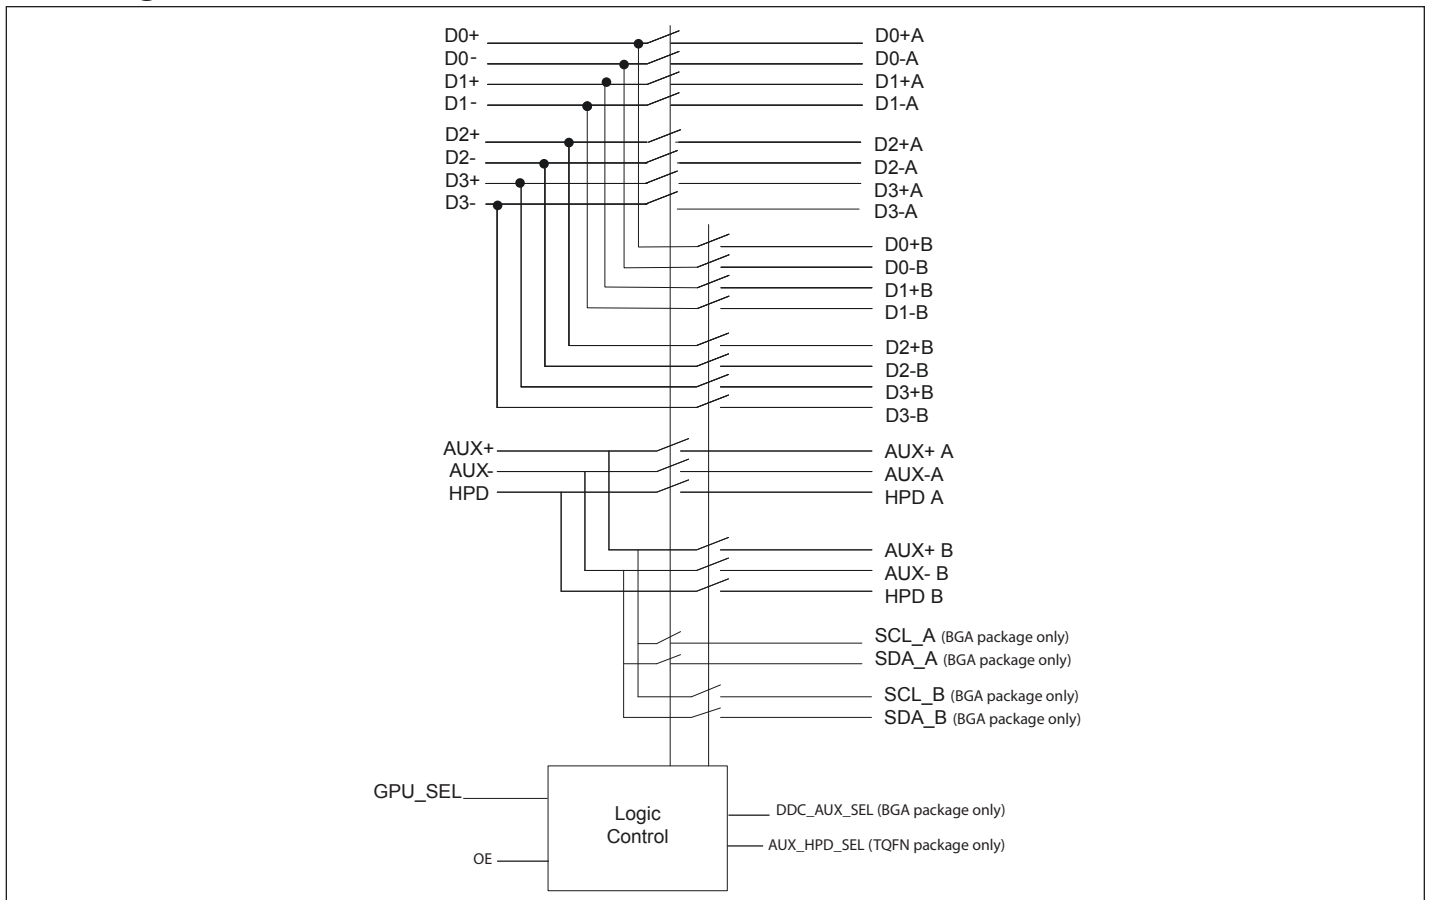 D0+ D0+A
D0- D0-A
D1+ D1+A
D1- D1-A
D2+ D2+A
D2- D2-A
D3+ D3+A
D3- D3-A
D0+B
D0-B
D1+B
D1-B
D2+B
D2-B
D3+B
D3-B
AUX+ AUX+ A
AUX- AUX-A
HPD HPD A
AUX+ B
AUX- B
HPD B
SCL_A (BGA package only)
SDA_A (BGA package only)
SCL_B (BGA package only)
SDA_B (BGA package only)
GPU_SEL
Logic
Control
DDC_AUX_SEL (BGA package only)
AUX_HPD_SEL (TQFN package only)
OE